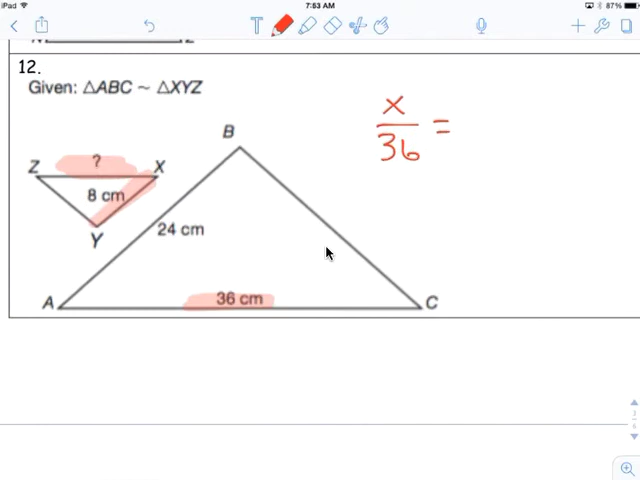 iPad 7:53 AM 87%
T
12.
Given: △ABC ~ △XYZ
x
36 =
B
Z ? X
8 cm
24 cm
Y
A 36 cm C